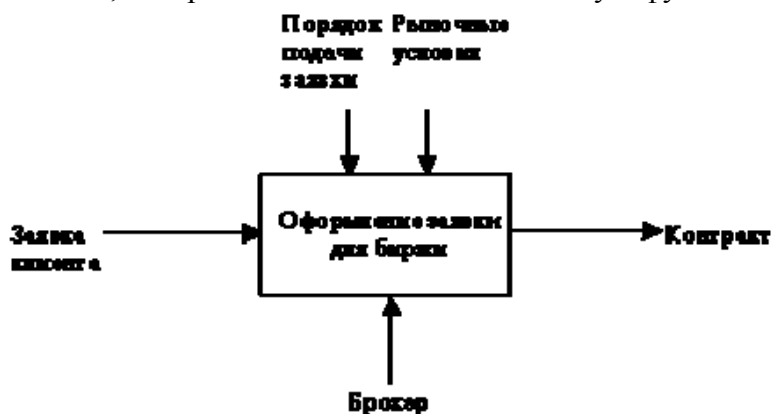 Порядок Рыночные
подачи условия
заявки
Оформление заявки
для биржи
Заявка
клиента
Контракт
Брокер